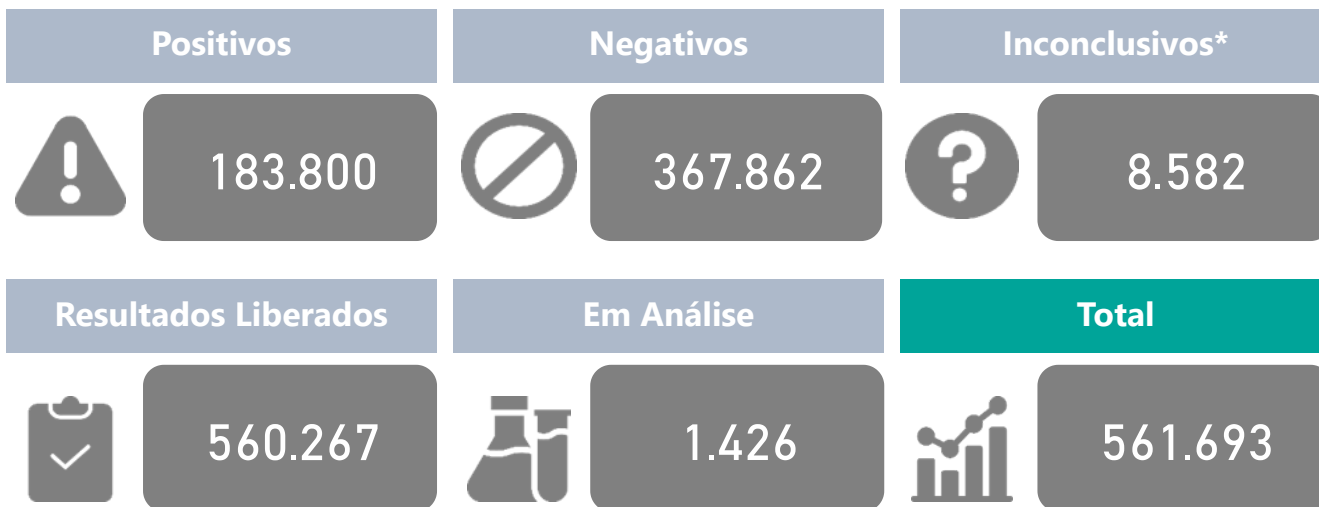 Positivos
Negativos
Inconclusivos*
183.800
367.862
8.582
Resultados Liberados
Em Análise
Total
560.267
1.426
561.693